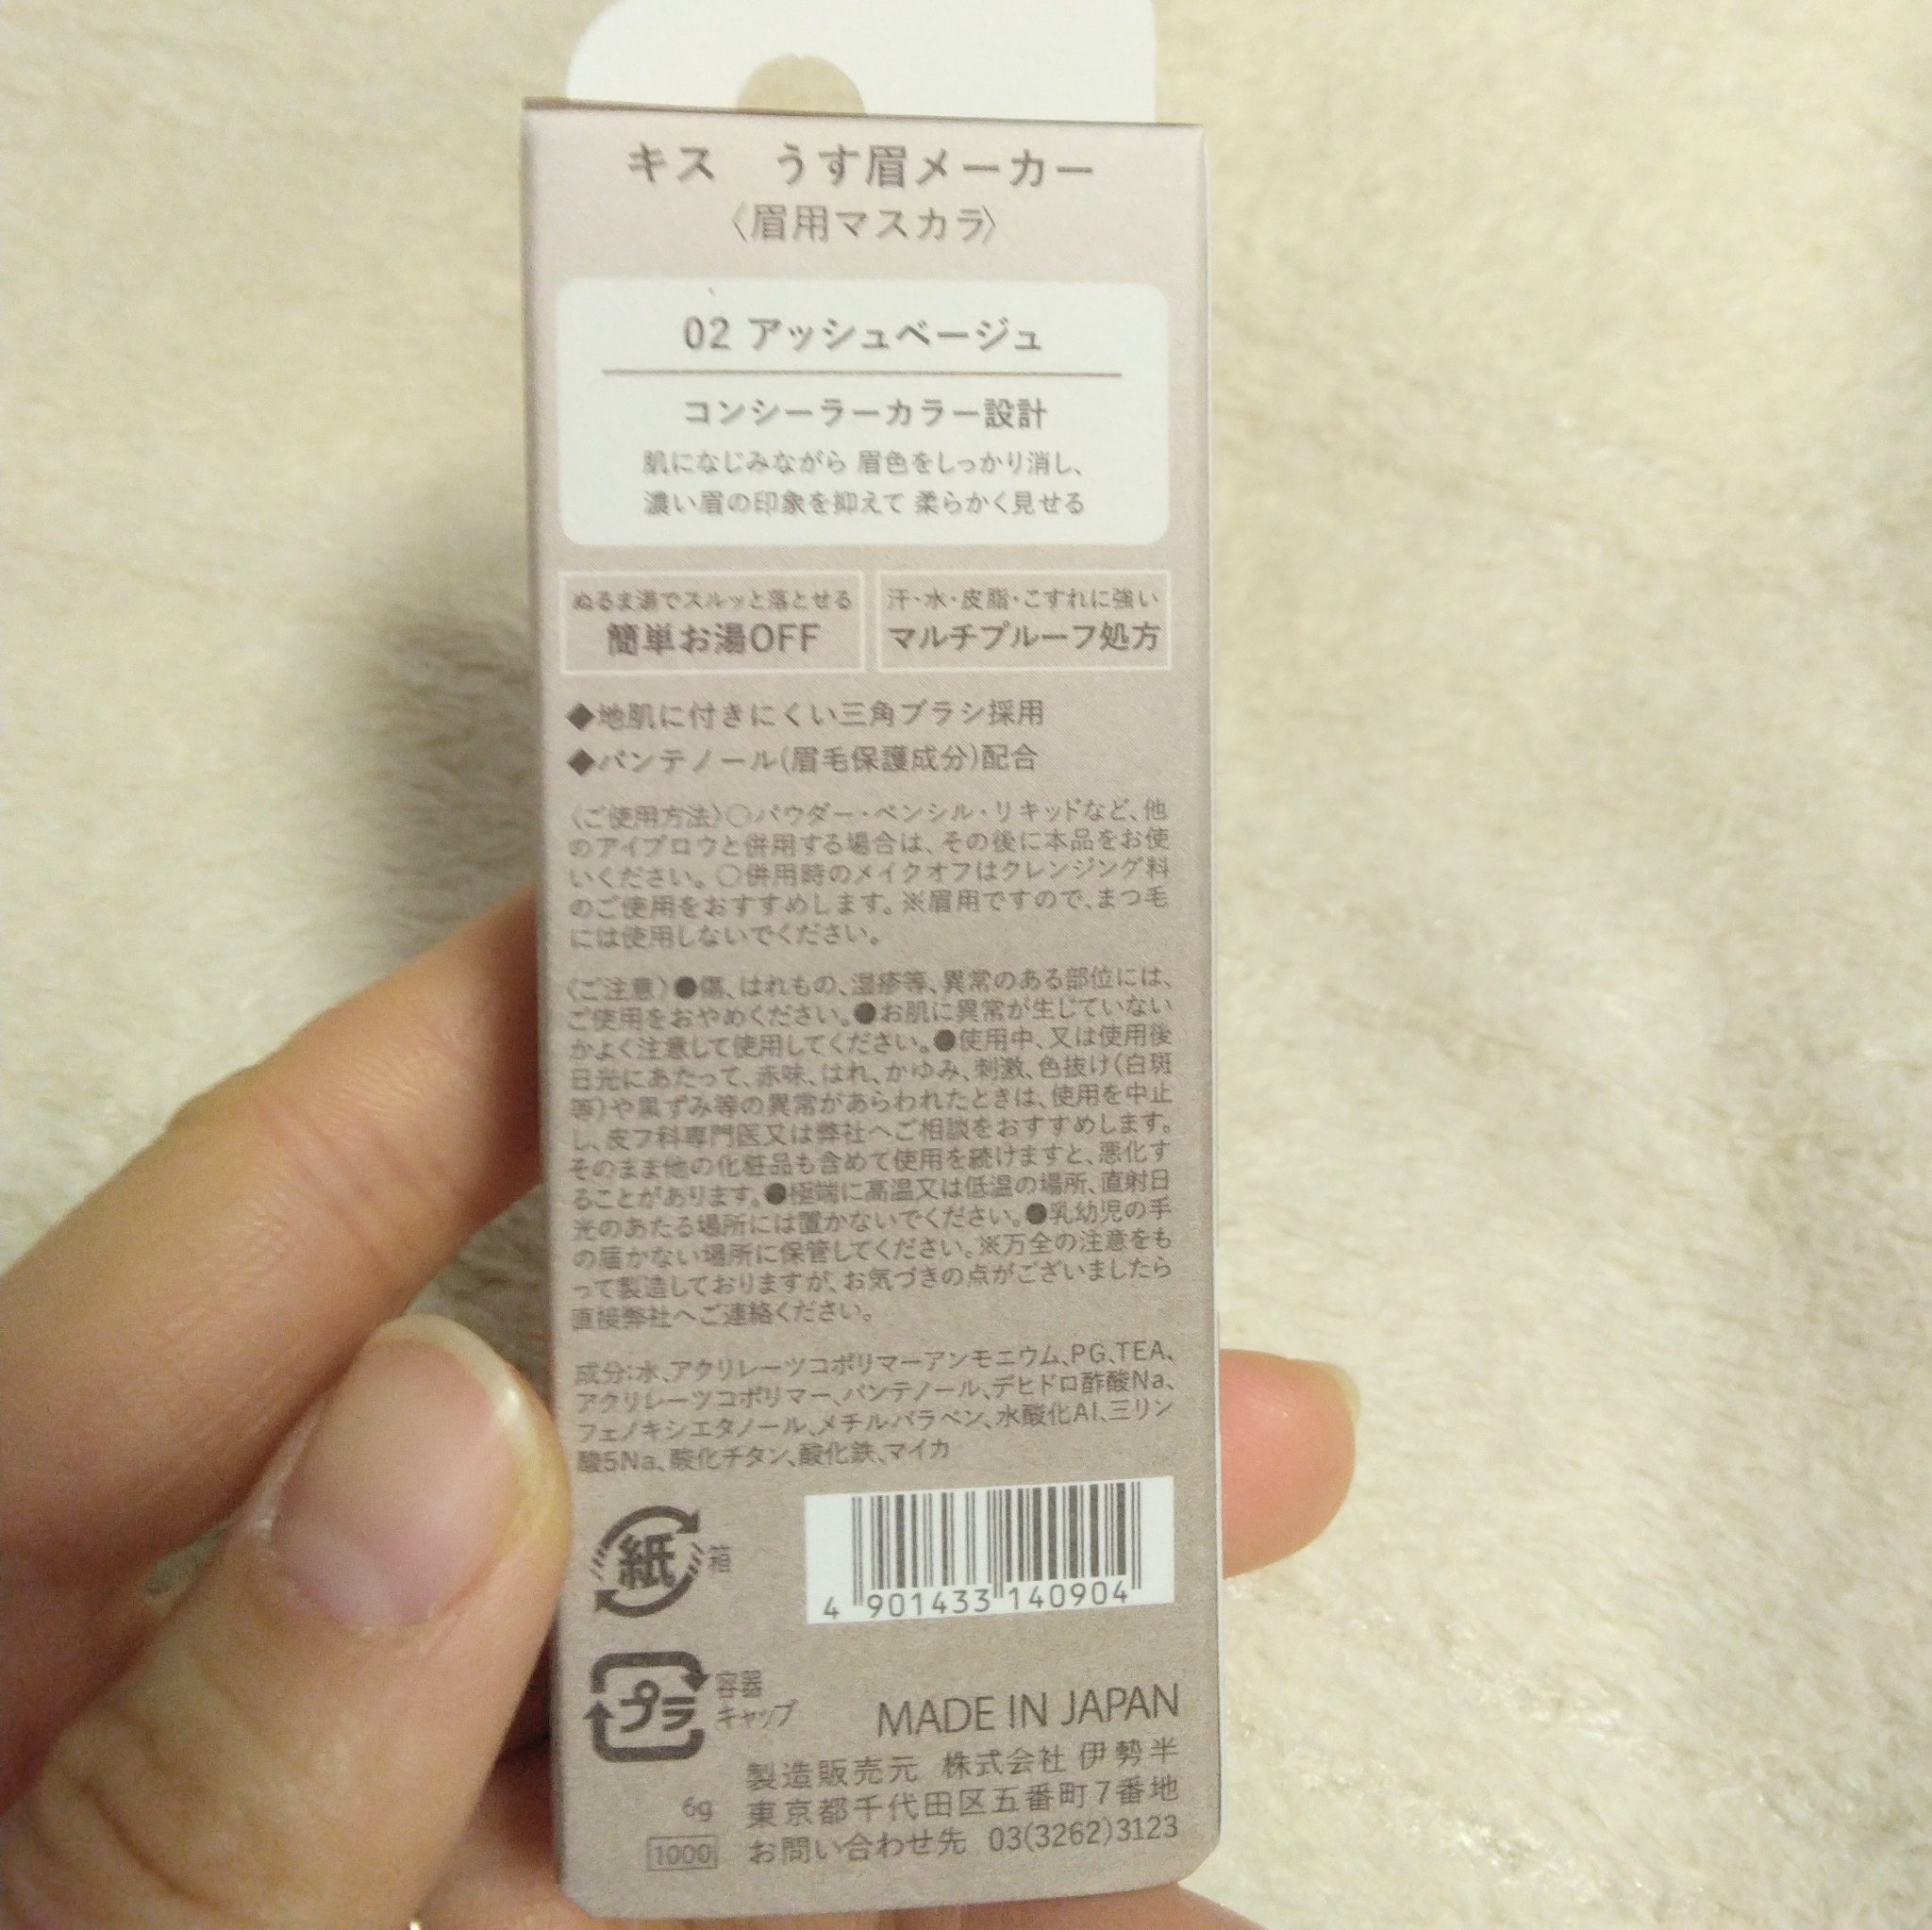 キス うす眉メーカー
〈眉用マスカラ〉
02 アッシュベージュ
コンシーラーカラー設計
肌になじみながら 眉色をしっかり消し、
濃い眉の印象を抑えて 柔らかく見せる
ぬるま湯でスルッと落とせる
簡単お湯OFF
汗・水・皮脂・こすれに強い
マルチプルーフ処方
◆地肌に付きにくい三角ブラシ採用
◆パンテノール(眉毛保護成分)配合
〈ご使用方法〉○パウダー・ペンシル・リキッドなど、他
のアイブロウと併用する場合は、その後に本品をお使
いください。○併用時のメイクオフはクレンジング料
のご使用をおすすめします。※眉用ですので、まつ毛
には使用しないでください。
〈ご注意〉●傷、はれもの、湿疹等、異常のある部位には、
ご使用をおやめください。●お肌に異常が生じていない
かよく注意して使用してください。●使用中、又は使用後
日光にあたって、赤味、はれ、かゆみ、刺激、色抜け(白斑
等)や黒ずみ等の異常があらわれたときは、使用を中止
し、皮フ科専門医又は弊社へご相談をおすすめします。
そのまま他の化粧品も含めて使用を続けますと、悪化す
ることがあります。●極端に高温又は低温の場所、直射日
光のあたる場所には置かないでください。●乳幼児の手
の届かない場所に保管してください。※万全の注意をも
って製造しておりますが、お気づきの点がございましたら
直接弊社へご連絡ください。
成分:水、アクリレーツコポリマーアンモニウム、PG、TEA、
アクリレーツコポリマー、パンテノール、デヒドロ酢酸Na、
フェノキシエタノール、メチルパラベン、水酸化Al、三リン
酸5Na、酸化チタン、酸化鉄、マイカ
紙 箱
4 901433 140904
プラ 容器
キャップ
MADE IN JAPAN
製造販売元 株式会社 伊勢半
6g 東京都千代田区五番町7番地
1000 お問い合わせ先 03(3262)3123